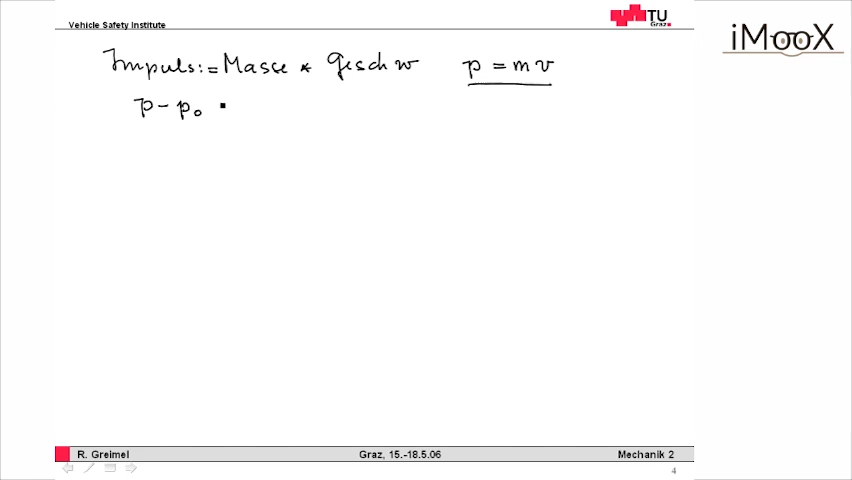 Vehicle Safety Institute
TU
Graz
iMooX
Impuls:=Masse * Geschw p = m v
p - p₀
R. Greimel Graz, 15.-18.5.06 Mechanik 2
4